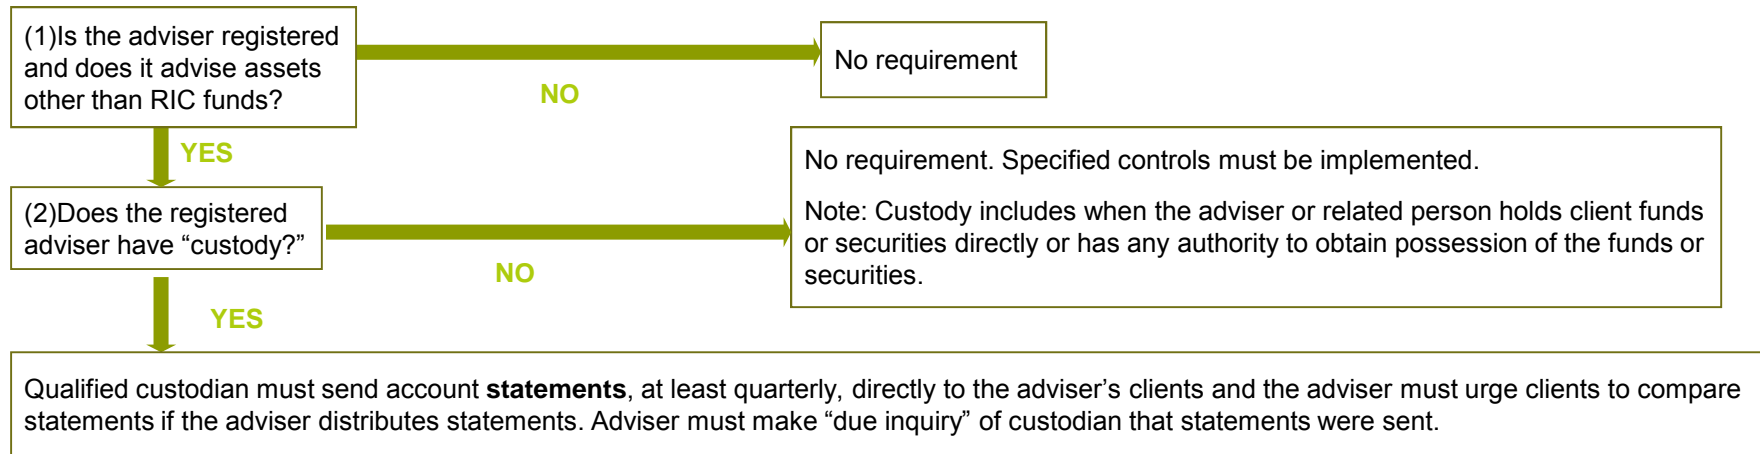 (1)Is the adviser registered
and does it advise assets
other than RIC funds?
No requirement
NO
YES
(2)Does the registered
adviser have “custody?”
No requirement. Specified controls must be implemented.
Note: Custody includes when the adviser or related person holds client funds
or securities directly or has any authority to obtain possession of the funds or
securities.
NO
YES
Qualified custodian must send account statements, at least quarterly, directly to the adviser’s clients and the adviser must urge clients to compare
statements if the adviser distributes statements. Adviser must make “due inquiry” of custodian that statements were sent.